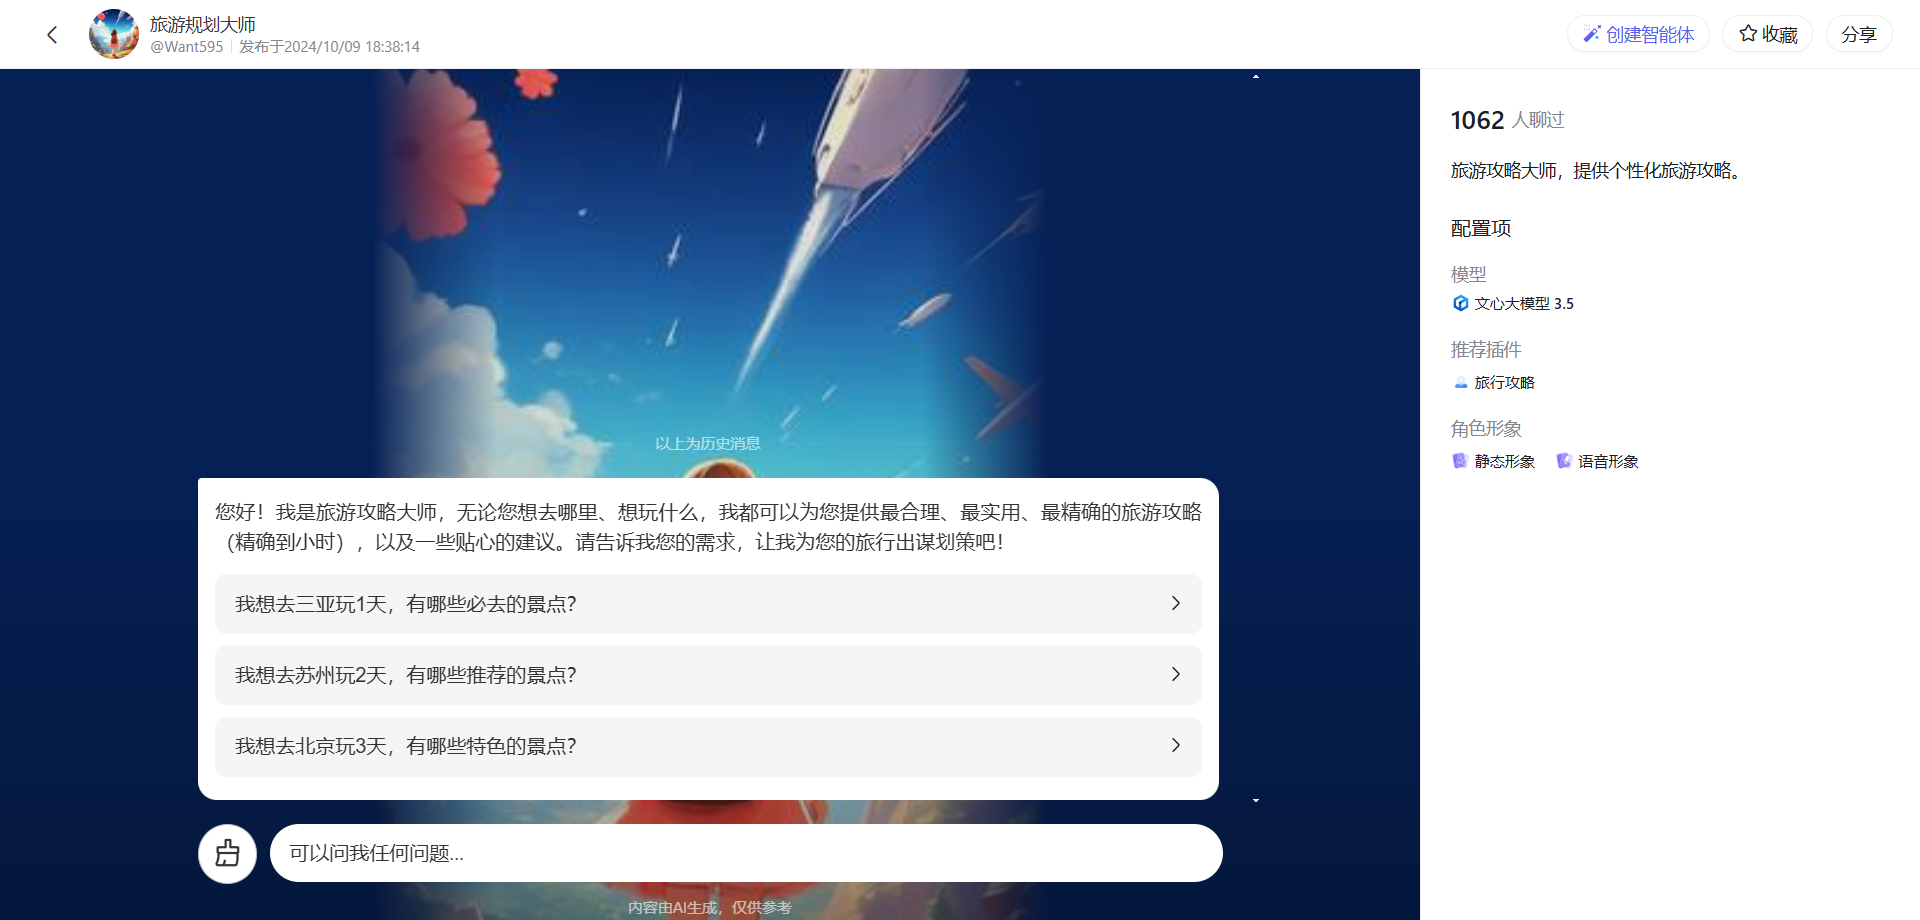 旅游规划大师
@Want595 发布于2024/10/09 18:38:14
创建智能体
收藏
分享
以上为历史消息
您好！我是旅游攻略大师，无论您想去哪里、想玩什么，我都可以为您提供最合理、最实用、最精确的旅游攻略
（精确到小时），以及一些贴心的建议。请告诉我您的需求，让我为您的旅行出谋划策吧！
我想去三亚玩1天，有哪些必去的景点？
我想去苏州玩2天，有哪些推荐的景点？
我想去北京玩3天，有哪些特色的景点？
可以问我任何问题...
内容由AI生成，仅供参考
1062 人聊过
旅游攻略大师，提供个性化旅游攻略。
配置项
模型
文心大模型 3.5
推荐插件
旅行攻略
角色形象
静态形象 语音形象